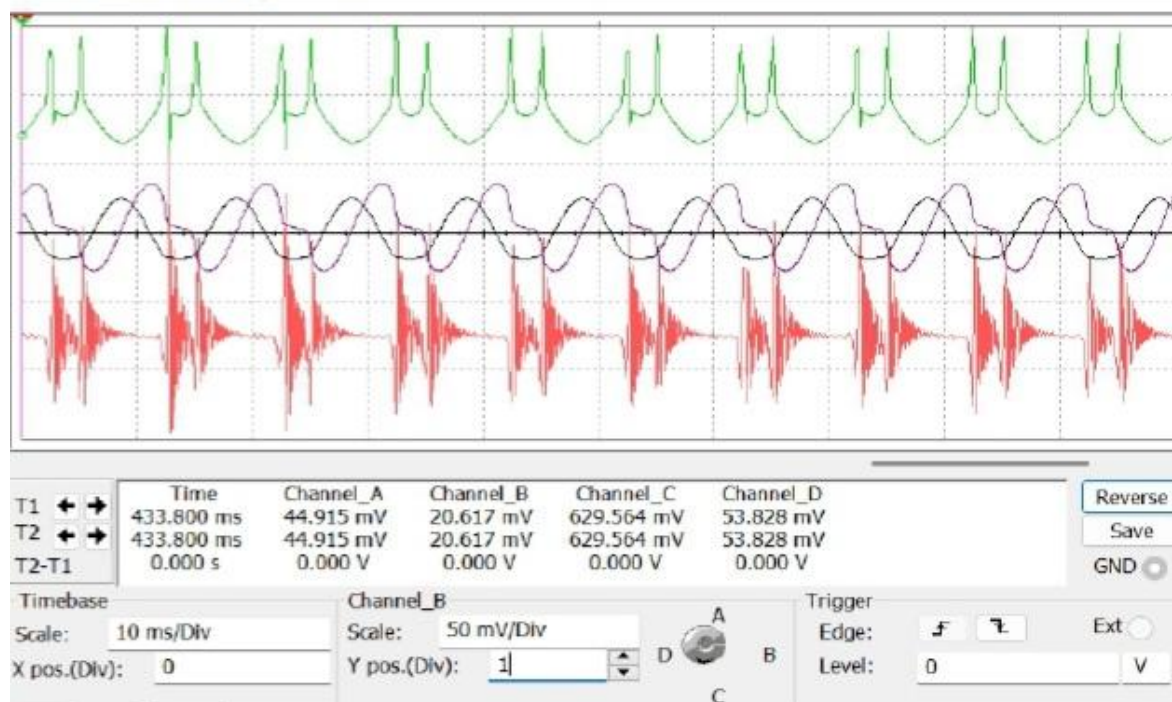 Time Channel_A Channel_B Channel_C Channel_D
T1 433.800 ms 44.915 mV 20.617 mV 629.564 mV 53.828 mV
T2 433.800 ms 44.915 mV 20.617 mV 629.564 mV 53.828 mV
T2-T1 0.000 s 0.000 V 0.000 V 0.000 V 0.000 V
Reverse
Save
GND
Timebase
Scale: 10 ms/Div
X pos.(Div): 0
Channel_B
Scale: 50 mV/Div
Y pos.(Div): 1
A
D B
C
Trigger
Edge: Ext
Level: 0 V